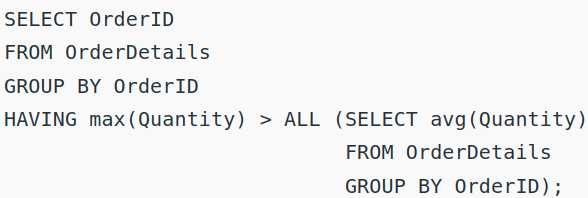 SELECT OrderID
FROM OrderDetails
GROUP BY OrderID
HAVING max(Quantity) > ALL (SELECT avg(Quantity)
FROM OrderDetails
GROUP BY OrderID);